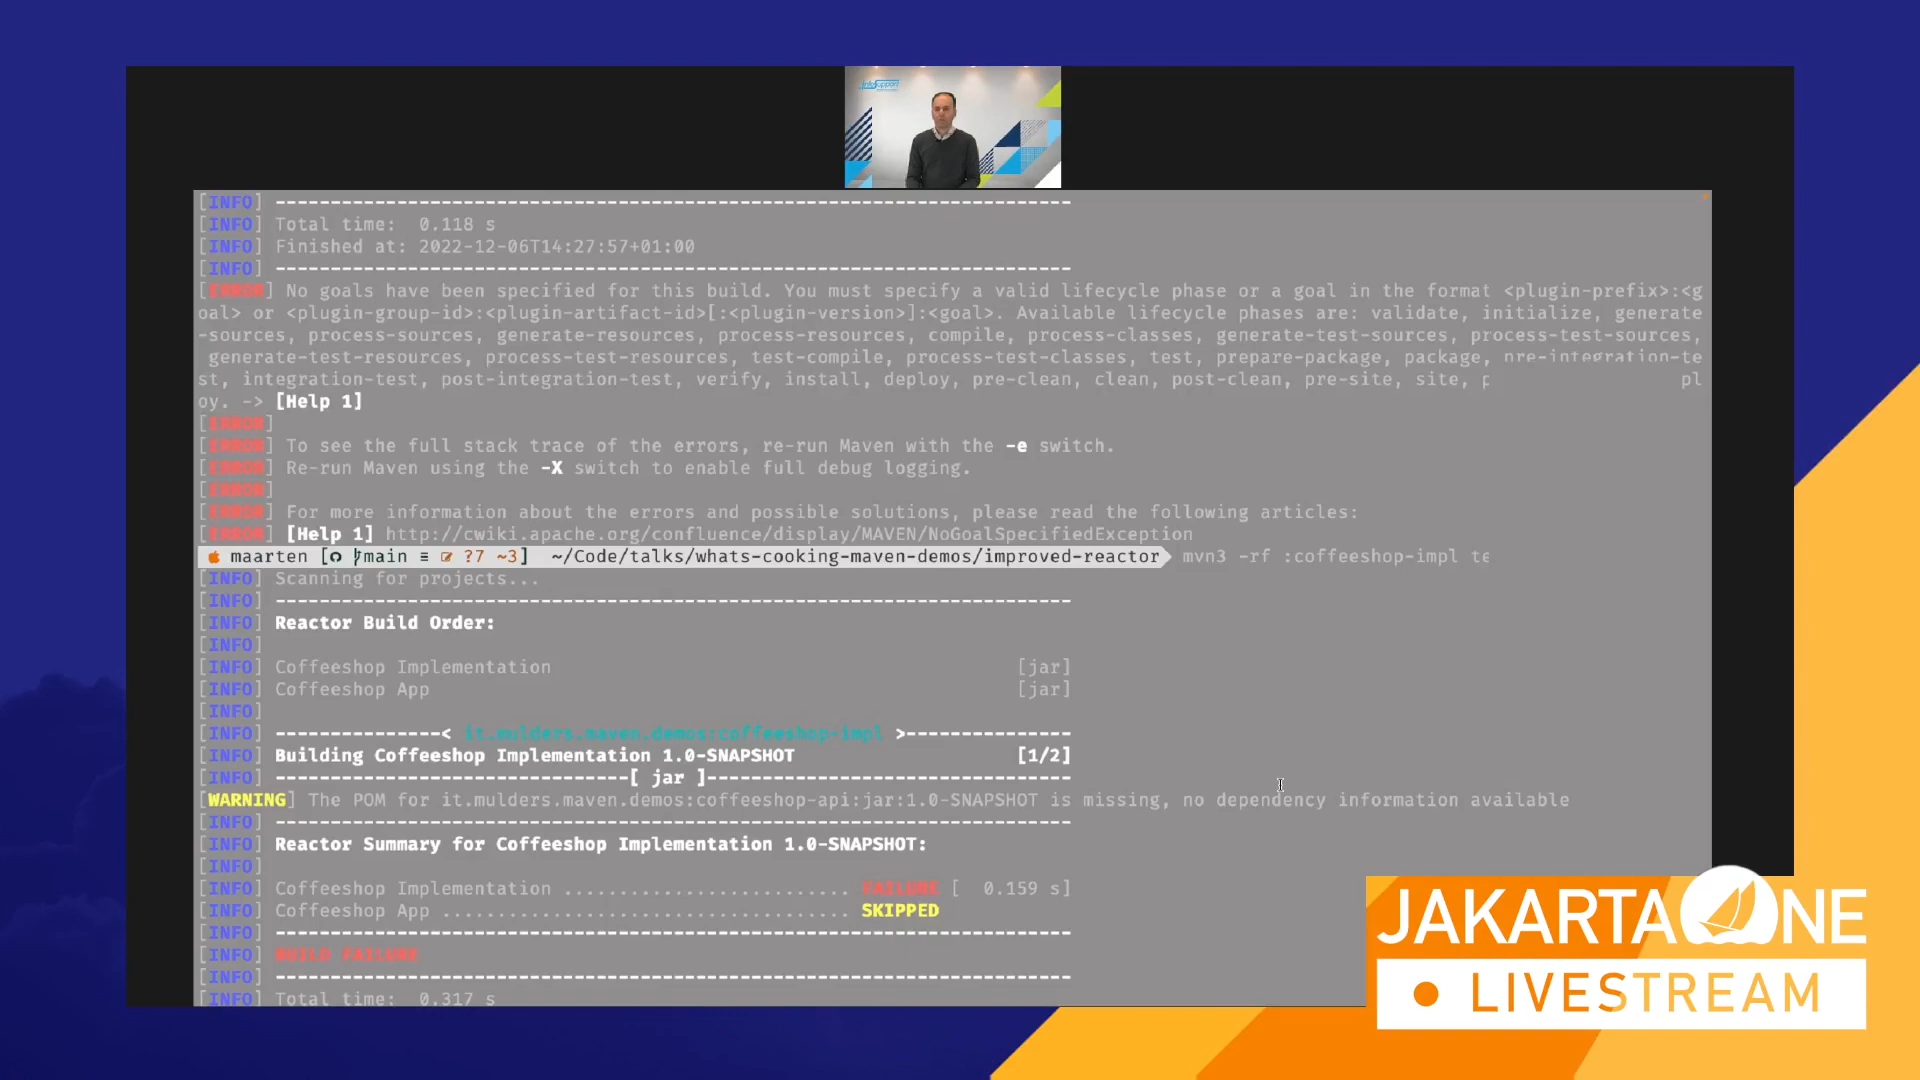 infosupport
[INFO] ------------------------------------------------------------------------
[INFO] Total time:  0.118 s
[INFO] Finished at: 2022-12-06T14:27:57+01:00
[INFO] ------------------------------------------------------------------------
[ERROR] No goals have been specified for this build. You must specify a valid lifecycle phase or a goal in the format <plugin-prefix>:<g
oal> or <plugin-group-id>:<plugin-artifact-id>[:<plugin-version>]:<goal>. Available lifecycle phases are: validate, initialize, generate
-sources, process-sources, generate-resources, process-resources, compile, process-classes, generate-test-sources, process-test-sources,
generate-test-resources, process-test-resources, test-compile, process-test-classes, test, prepare-package, package, pre-integration-te
st, integration-test, post-integration-test, verify, install, deploy, pre-clean, clean, post-clean, pre-site, site, p pl
oy. -> [Help 1]
[ERROR]
[ERROR] To see the full stack trace of the errors, re-run Maven with the -e switch.
[ERROR] Re-run Maven using the -X switch to enable full debug logging.
[ERROR]
[ERROR] For more information about the errors and possible solutions, please read the following articles:
[ERROR] [Help 1] http://cwiki.apache.org/confluence/display/MAVEN/NoGoalSpecifiedException
maarten [main ≡ ?7 ~3] ~/Code/talks/whats-cooking-maven-demos/improved-reactor mvn3 -rf :coffeeshop-impl te
[INFO] Scanning for projects...
[INFO] ------------------------------------------------------------------------
[INFO] Reactor Build Order:
[INFO]
[INFO] Coffeeshop Implementation [jar]
[INFO] Coffeeshop App [jar]
[INFO]
[INFO] ---------------< it.mulders.maven.demos:coffeeshop-impl >---------------
[INFO] Building Coffeeshop Implementation 1.0-SNAPSHOT [1/2]
[INFO] --------------------------------[ jar ]---------------------------------
[WARNING] The POM for it.mulders.maven.demos:coffeeshop-api:jar:1.0-SNAPSHOT is missing, no dependency information available
[INFO] ------------------------------------------------------------------------
[INFO] Reactor Summary for Coffeeshop Implementation 1.0-SNAPSHOT:
[INFO]
[INFO] Coffeeshop Implementation .......................... FAILURE [  0.159 s]
[INFO] Coffeeshop App ..................................... SKIPPED
[INFO] ------------------------------------------------------------------------
[INFO] BUILD FAILURE
[INFO] ------------------------------------------------------------------------
[INFO] Total time:  0.317 s
JAKARTAONE
LIVESTREAM